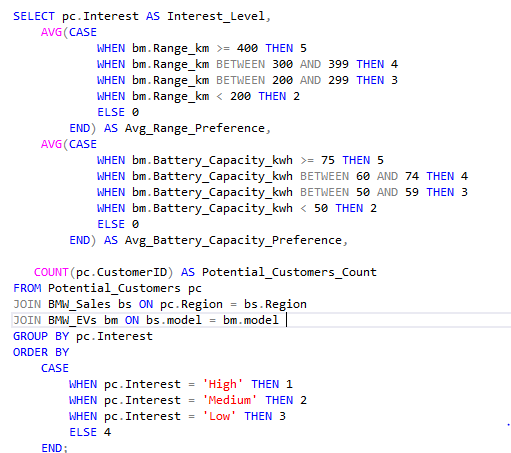 SELECT pc.Interest AS Interest_Level,
    AVG(CASE
            WHEN bm.Range_km >= 400 THEN 5
            WHEN bm.Range_km BETWEEN 300 AND 399 THEN 4
            WHEN bm.Range_km BETWEEN 200 AND 299 THEN 3
            WHEN bm.Range_km < 200 THEN 2
            ELSE 0
        END) AS Avg_Range_Preference,
    AVG(CASE
            WHEN bm.Battery_Capacity_kwh >= 75 THEN 5
            WHEN bm.Battery_Capacity_kwh BETWEEN 60 AND 74 THEN 4
            WHEN bm.Battery_Capacity_kwh BETWEEN 50 AND 59 THEN 3
            WHEN bm.Battery_Capacity_kwh < 50 THEN 2
            ELSE 0
        END) AS Avg_Battery_Capacity_Preference,

   COUNT(pc.CustomerID) AS Potential_Customers_Count
FROM Potential_Customers pc
JOIN BMW_Sales bs ON pc.Region = bs.Region
JOIN BMW_EVs bm ON bs.model = bm.model
GROUP BY pc.Interest
ORDER BY
    CASE
        WHEN pc.Interest = 'High' THEN 1
        WHEN pc.Interest = 'Medium' THEN 2
        WHEN pc.Interest = 'Low' THEN 3
        ELSE 4
    END;